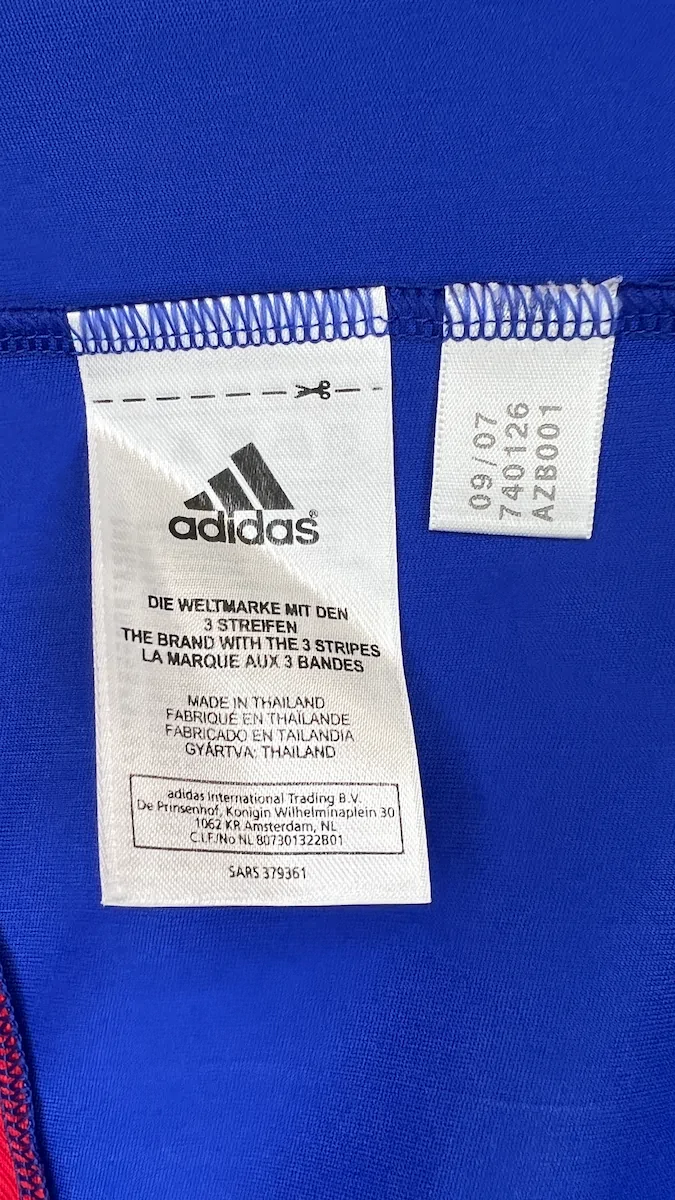 adidas®
DIE WELTMARKE MIT DEN
3 STREIFEN
THE BRAND WITH THE 3 STRIPES
LA MARQUE AUX 3 BANDES
MADE IN THAILAND
FABRIQUÉ EN THAÏLANDE
FABRICADO EN TAILANDIA
GYÁRTVA: THAILAND
adidas International Trading B.V.
De Prinsenhof, Konigin Wilhelminaplein 30
1062 KR Amsterdam, NL
C.I.F/No NL 807301322B01
SARS 379361
09/07
740126
AZB001